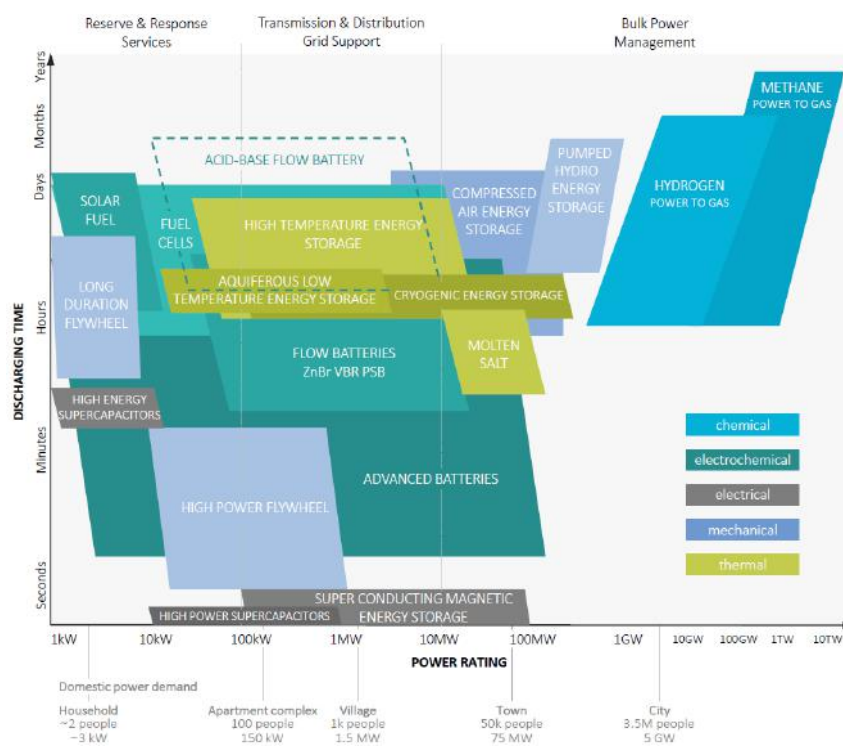 Reserve & Response
Services
Transmission & Distribution
Grid Support
Bulk Power
Management
Years
Months
Days
Hours
Minutes
Seconds
DISCHARGING TIME
METHANE
POWER TO GAS
ACID-BASE FLOW BATTERY
PUMPED
HYDRO
ENERGY
STORAGE
SOLAR
FUEL
FUEL
CELLS
HIGH TEMPERATURE ENERGY
STORAGE
COMPRESSED
AIR ENERGY
STORAGE
HYDROGEN
POWER TO GAS
LONG
DURATION
FLYWHEEL
AQUIFEROUS LOW
TEMPERATURE ENERGY STORAGE
CRYOGENIC ENERGY STORAGE
FLOW BATTERIES
ZnBr VBR PSB
MOLTEN
SALT
HIGH ENERGY
SUPERCAPACITORS
ADVANCED BATTERIES
HIGH POWER FLYWHEEL
SUPER CONDUCTING MAGNETIC
ENERGY STORAGE
HIGH POWER SUPERCAPACITORS
chemical
electrochemical
electrical
mechanical
thermal
1kW 10kW 100kW 1MW 10MW 100MW 1GW 10GW 100GW 1TW 10TW
POWER RATING
Domestic power demand
Household
~2 people
~3 kW
Apartment complex
100 people
150 kW
Village
1k people
1.5 MW
Town
50k people
75 MW
City
3.5M people
5 GW